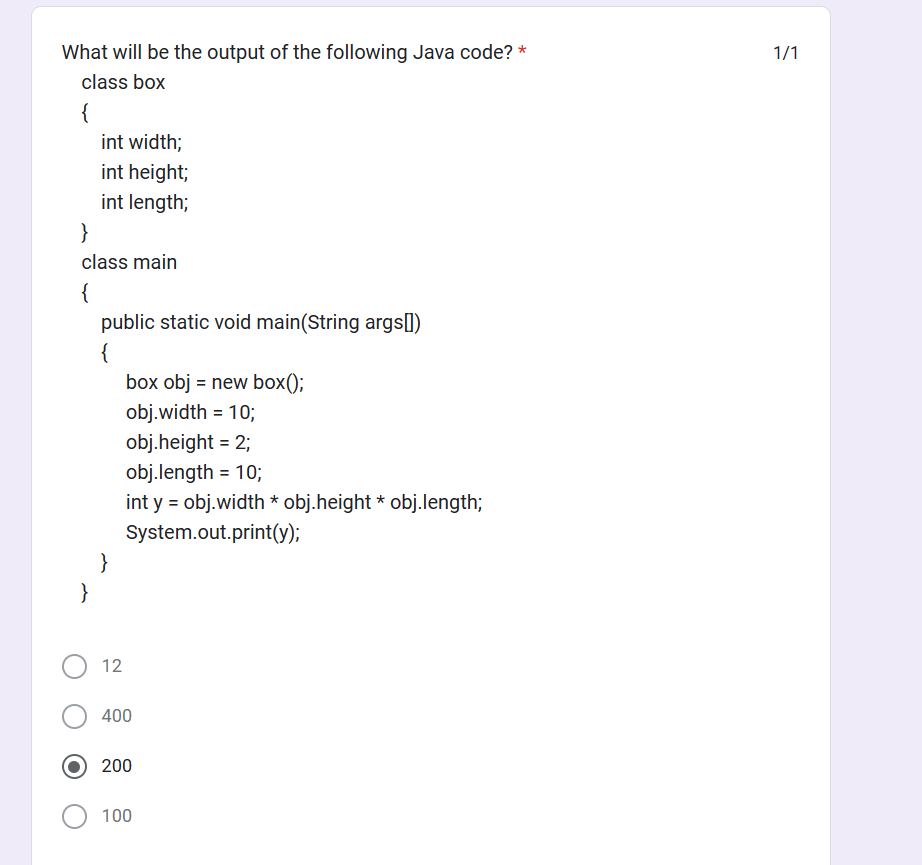 What will be the output of the following Java code? * 1/1
class box
{
int width;
int height;
int length;
}
class main
{
public static void main(String args[])
{
box obj = new box();
obj.width = 10;
obj.height = 2;
obj.length = 10;
int y = obj.width * obj.height * obj.length;
System.out.print(y);
}
}
12
400
200
100